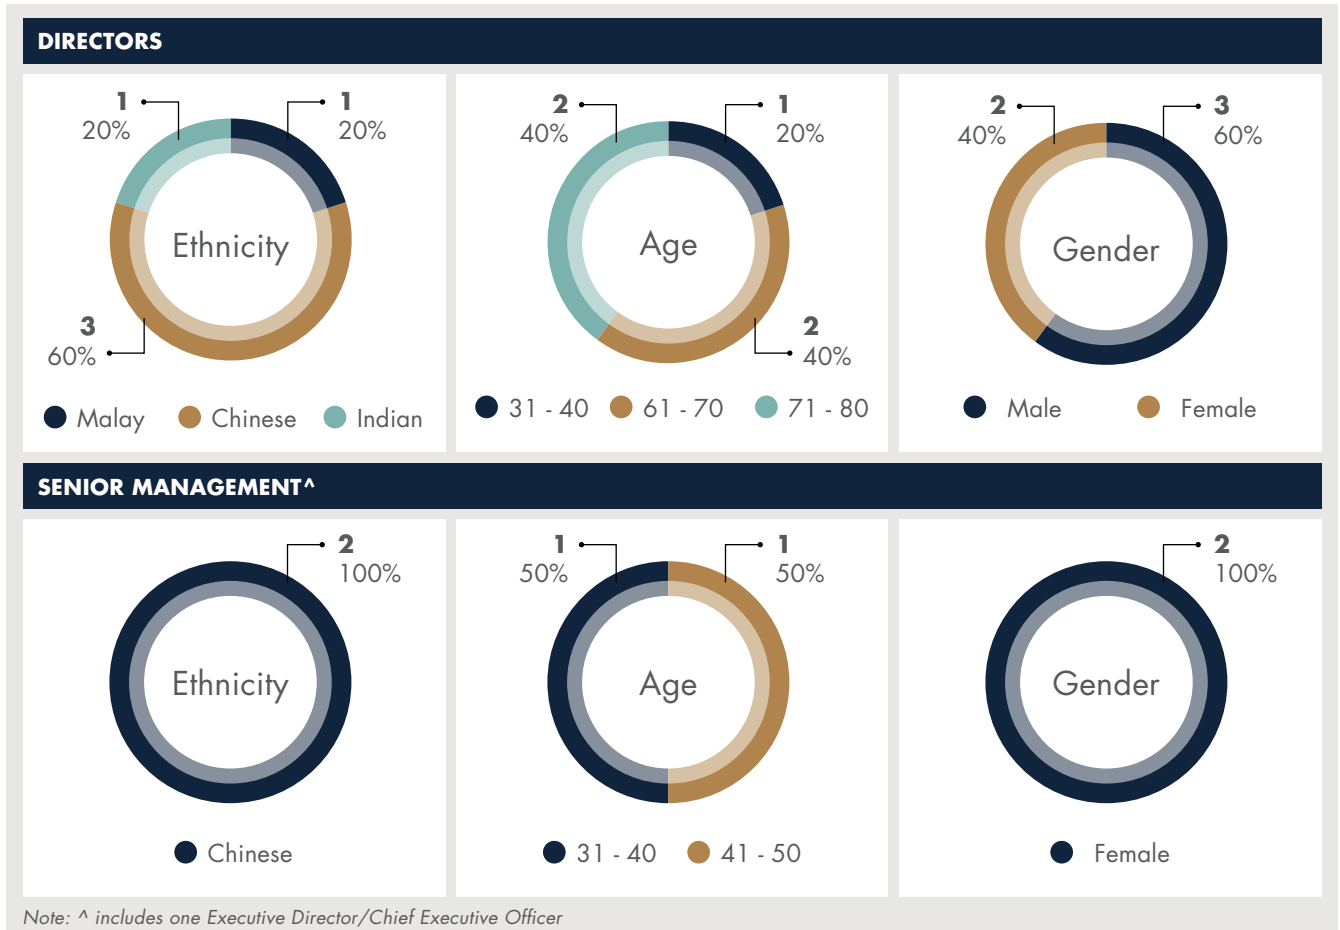 DIRECTORS
1
20%
1
20%
Ethnicity
3
60%
Malay
Chinese
Indian
2
40%
1
20%
Age
2
40%
31 - 40
61 - 70
71 - 80
2
40%
3
60%
Gender
Male
Female
SENIOR MANAGEMENT^
2
100%
Ethnicity
Chinese
1
50%
1
50%
Age
31 - 40
41 - 50
2
100%
Gender
Female
Note: ^ includes one Executive Director/Chief Executive Officer